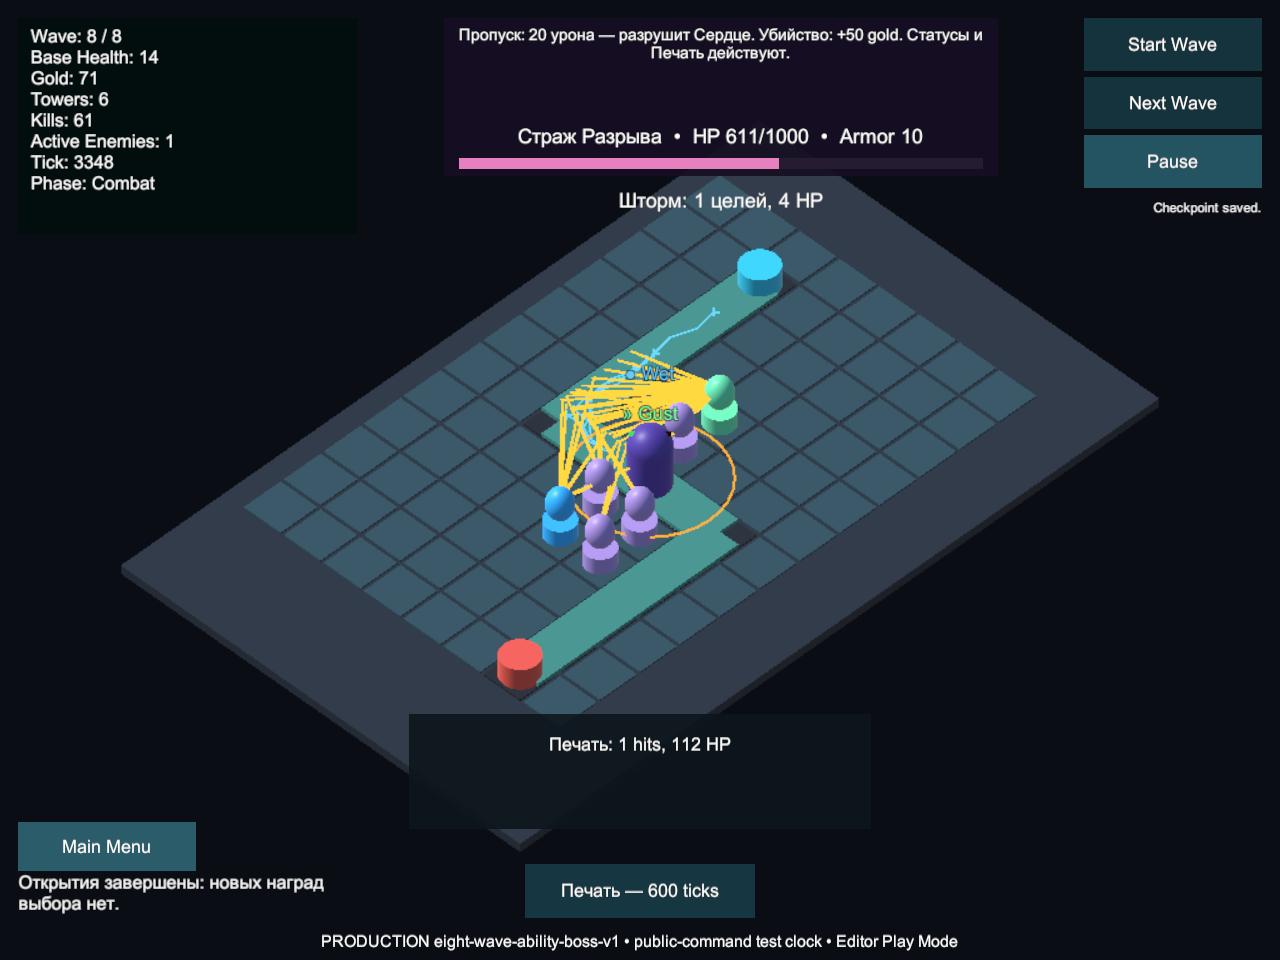 Wave: 8 / 8
Base Health: 14
Gold: 71
Towers: 6
Kills: 61
Active Enemies: 1
Tick: 3348
Phase: Combat
Пропуск: 20 урона — разрушит Сердце. Убийство: +50 gold. Статусы и
Печать действуют.
Страж Разрыва • HP 611/1000 • Armor 10
Шторм: 1 целей, 4 HP
Start Wave
Next Wave
Pause
Checkpoint saved.
Wet
» Gust
Печать: 1 hits, 112 HP
Main Menu
Открытия завершены: новых наград
выбора нет.
Печать — 600 ticks
PRODUCTION eight-wave-ability-boss-v1 • public-command test clock • Editor Play Mode